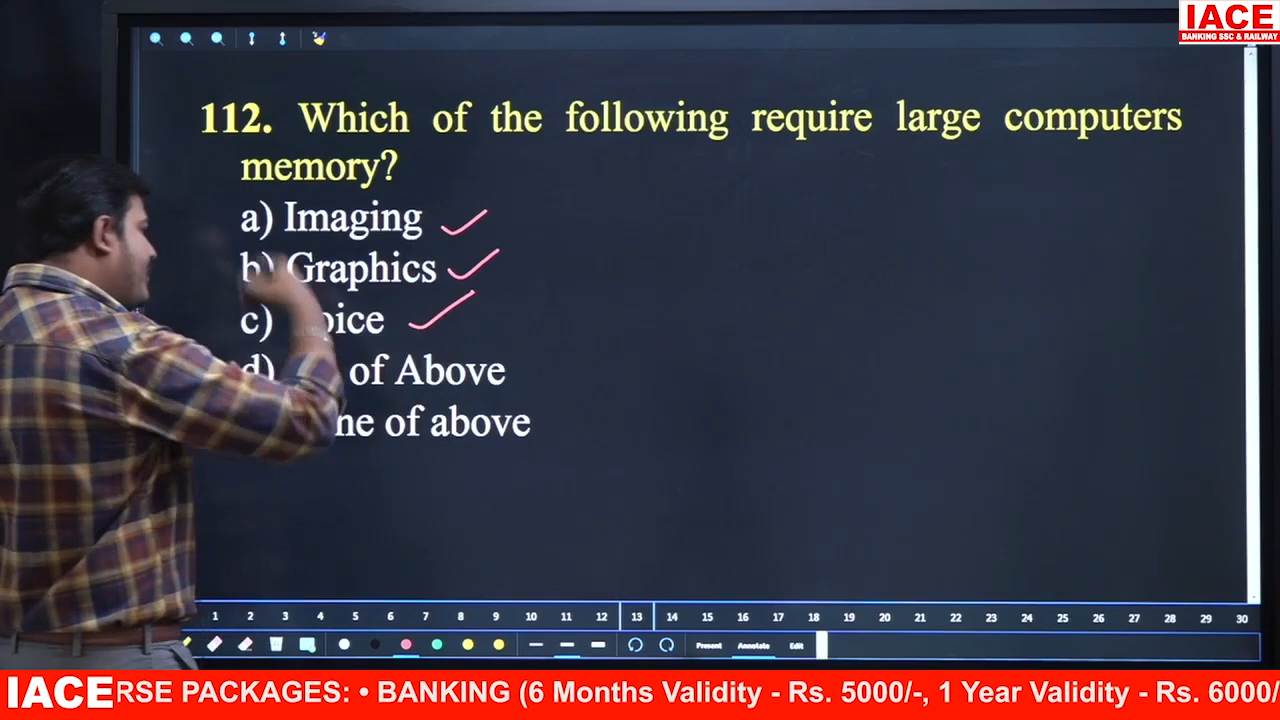 IACE
BANKING SSC & RAILWAY
112. Which of the following require large computers
memory?
a) Imaging
b) Graphics
c) oice
d) of Above
ne of above
1 2 3 4 5 6 7 8 9 10 11 12 13 14 15 16 17 18 19 20 21 22 23 24 25 26 27 28 29 30
Present Annotate Edit
IACE RSE PACKAGES: • BANKING (6 Months Validity - Rs. 5000/-, 1 Year Validity - Rs. 6000/